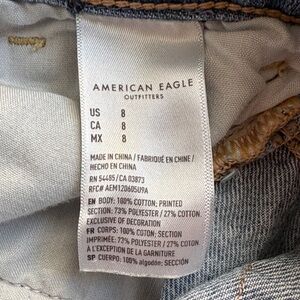 AMERICAN EAGLE
OUTFITTERS
US 8
CA 8
MX 8
MADE IN CHINA / FABRIQUÉ EN CHINE /
HECHO EN CHINA
RN 54485/CA 03873
RFC# AEM120605U9A
EN BODY: 100% COTTON; PRINTED
SECTION: 73% POLYESTER / 27% COTTON.
EXCLUSIVE OF DECORATION
FR CORPS: 100% COTON; SECTION
IMPRIMÉE: 73% POLYESTER / 27% COTON
À L'EXCEPTION DE LA GARNITURE
SP CUERPO: 100% algodón; SECCIÓN